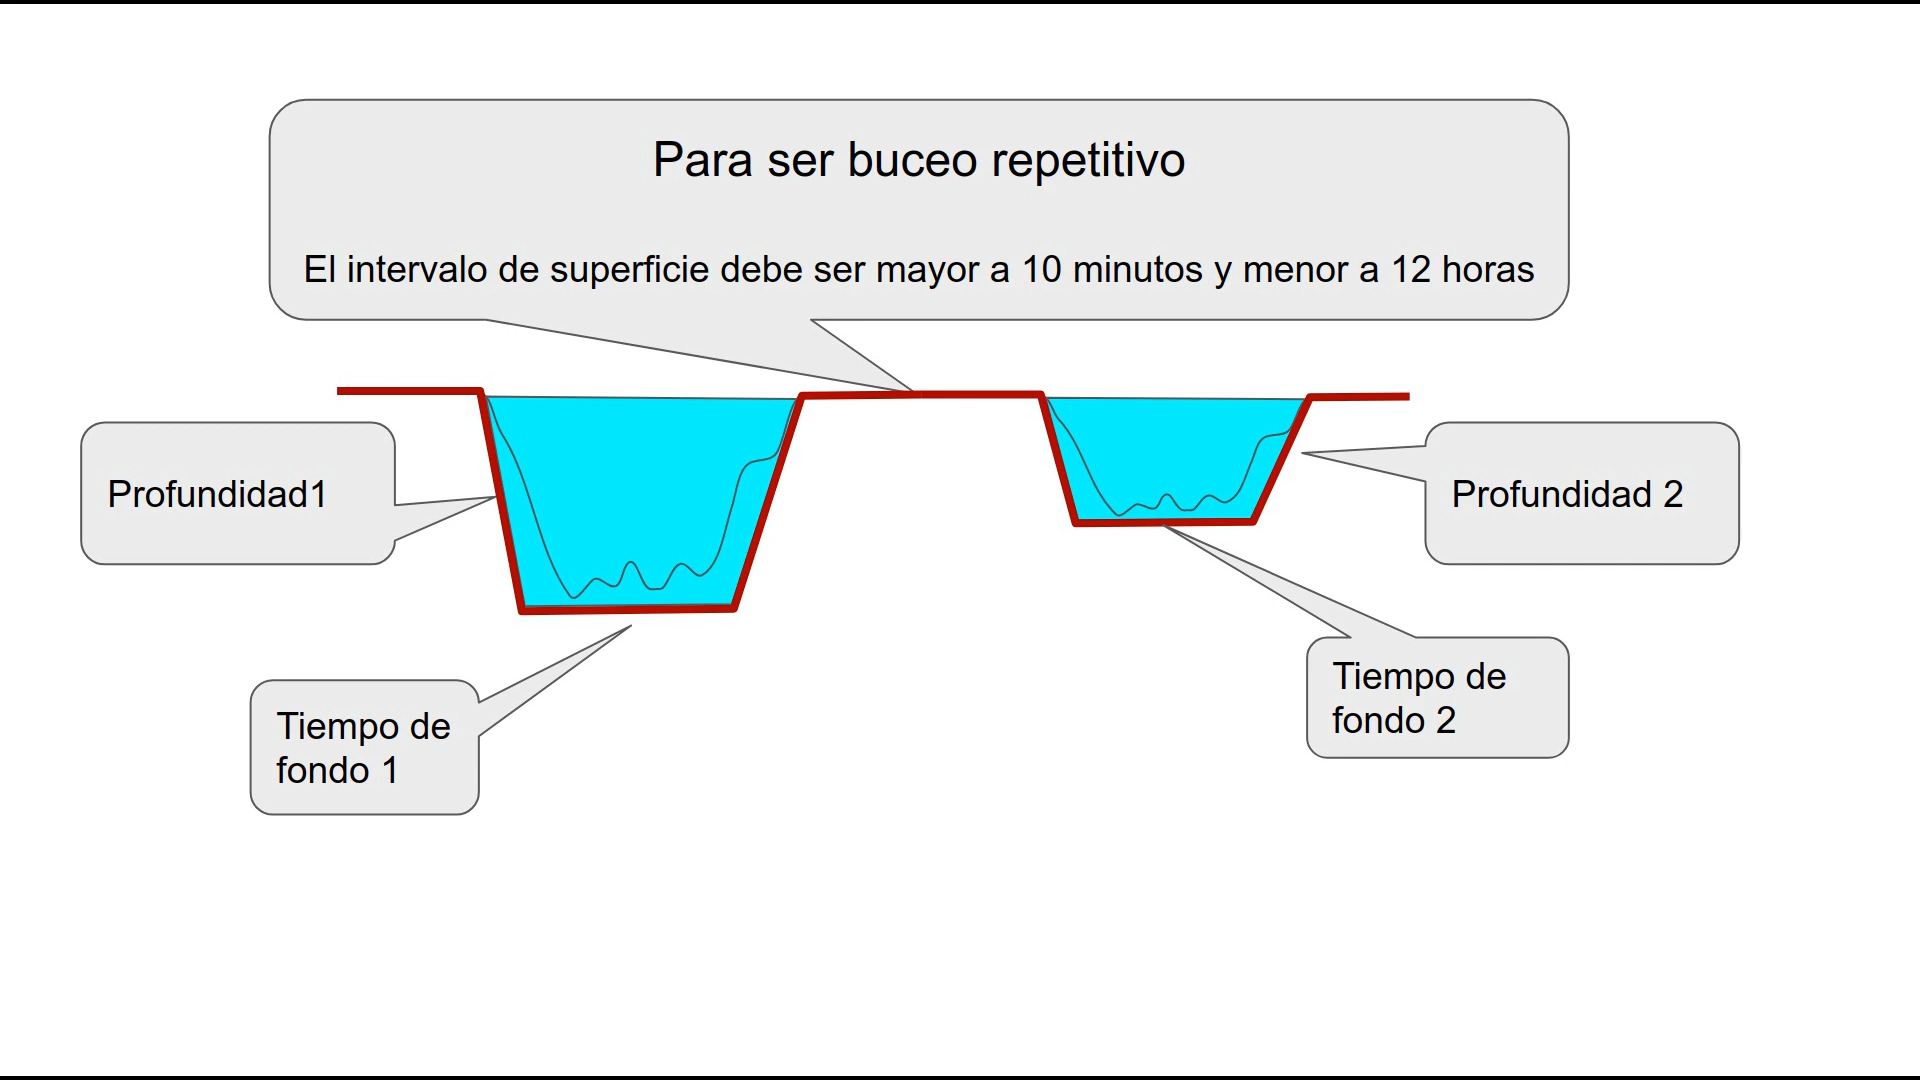 Para ser buceo repetitivo
El intervalo de superficie debe ser mayor a 10 minutos y menor a 12 horas
Profundidad1
Profundidad 2
Tiempo de
fondo 1
Tiempo de
fondo 2